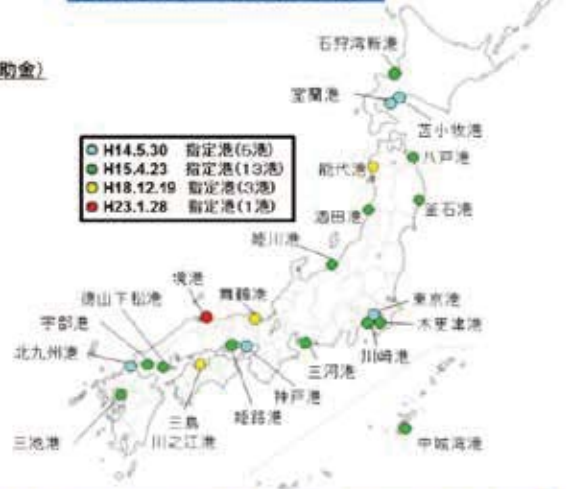 助金)
石狩湾新港
室蘭港
苫小牧港
H14.5.30 指定港(5港)
H15.4.23 指定港(13港)
H18.12.19 指定港(3港)
H23.1.28 指定港(1港)
八戸港
能代港
釜石港
酒田港
姫川港
境港
舞鶴港
東京港
徳山下松港
木更津港
宇部港
川崎港
北九州港
三河港
神戸港
姫路港
三島
川之江港
三池港
中城湾港